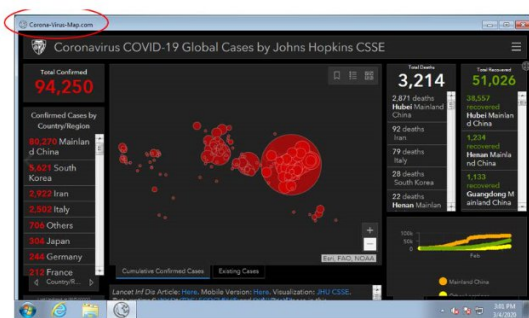 Corona-Virus-Map.com
Coronavirus COVID-19 Global Cases by Johns Hopkins CSSE
Total Confirmed
94,250
Confirmed Cases by
Country/Region
80,270 Mainlan
d China
5,621 South
Korea
2,922 Iran
2,502 Italy
706 Others
304 Japan
244 Germany
212 France
Country/R...
Esri, FAO, NOAA
Cumulative Confirmed Cases
Existing Cases
Lancet Inf Dis Article: Here. Mobile Version: Here. Visualization: JHU CSSE.
Total Deaths
3,214
2,871 deaths
Hubei Mainland
China
92 deaths
Iran
79 deaths
Italy
28 deaths
South Korea
22 deaths
Henan Mainlan
Total Recovered
51,026
38,557
recovered
Hubei Mainlan
d China
1,234
recovered
Henan Mainla
nd China
1,133
recovered
Guangdong M
ainland China
100k
50k
0
Feb
Mainland China
3:41 PM
3/4/2020